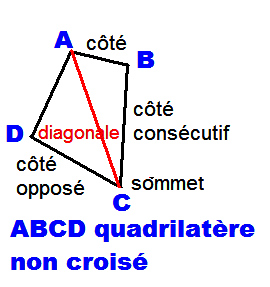 A côté
B
côté
consécutif
D diagonale
côté
opposé
sommet
C
ABCD quadrilatère
non croisé